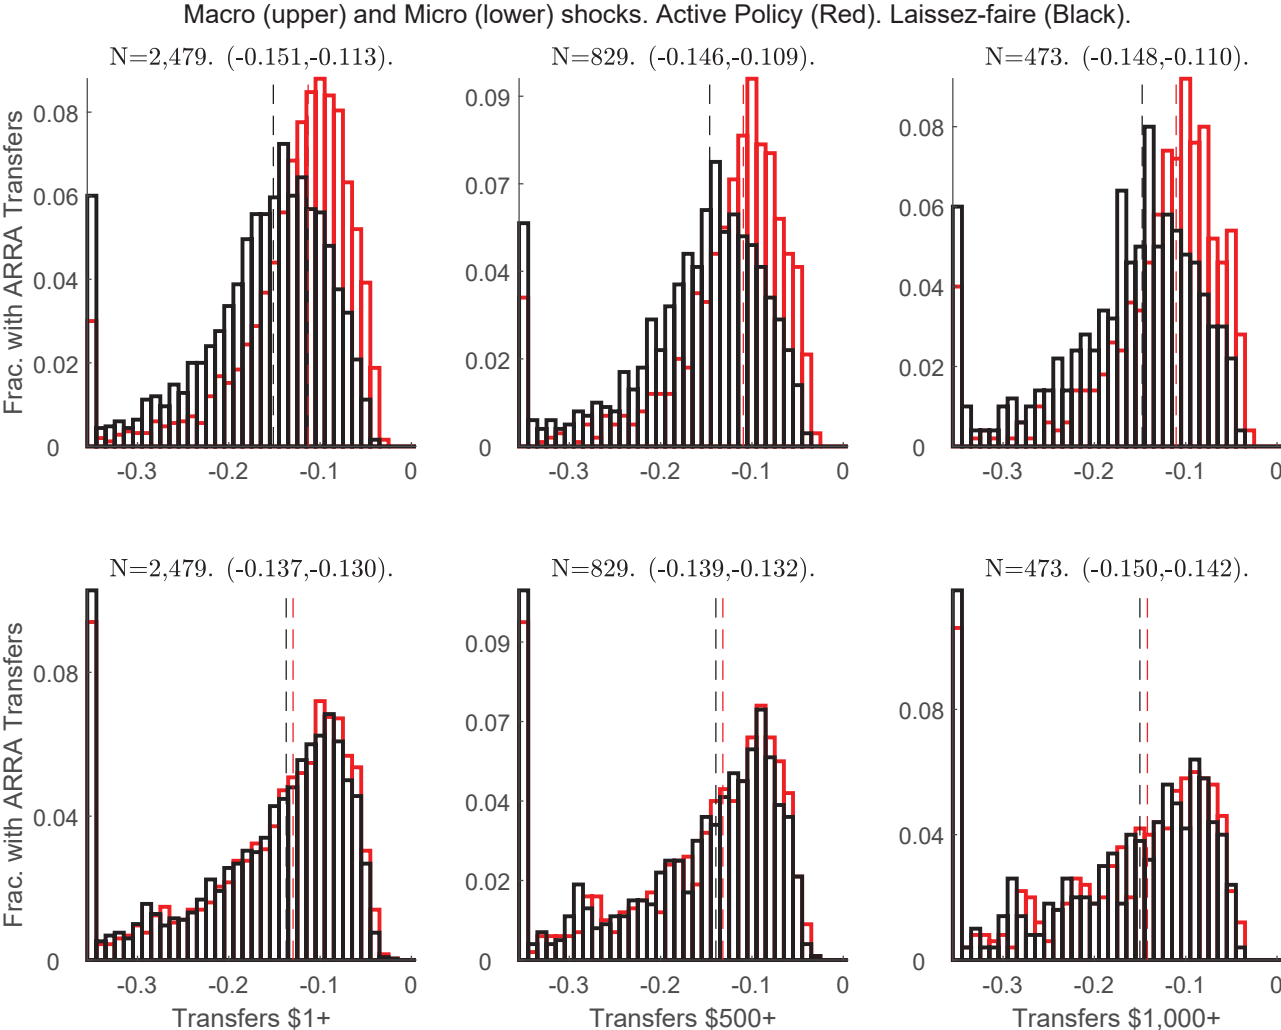 Macro (upper) and Micro (lower) shocks. Active Policy (Red). Laissez-faire (Black).
N=2,479. (-0.151,-0.113).
N=829. (-0.146,-0.109).
N=473. (-0.148,-0.110).
Frac. with ARRA Transfers
0.08
0.06
0.04
0.02
0
-0.3 -0.2 -0.1 0
0.09
0.07
0.04
0.02
0
-0.3 -0.2 -0.1 0
0.08
0.06
0.04
0.02
0
-0.3 -0.2 -0.1 0
N=2,479. (-0.137,-0.130).
N=829. (-0.139,-0.132).
N=473. (-0.150,-0.142).
Frac. with ARRA Transfers
0.08
0.04
0
-0.3 -0.2 -0.1 0
Transfers $1+
0.09
0.07
0.04
0.02
0
-0.3 -0.2 -0.1 0
Transfers $500+
0.08
0.04
0
-0.3 -0.2 -0.1 0
Transfers $1,000+